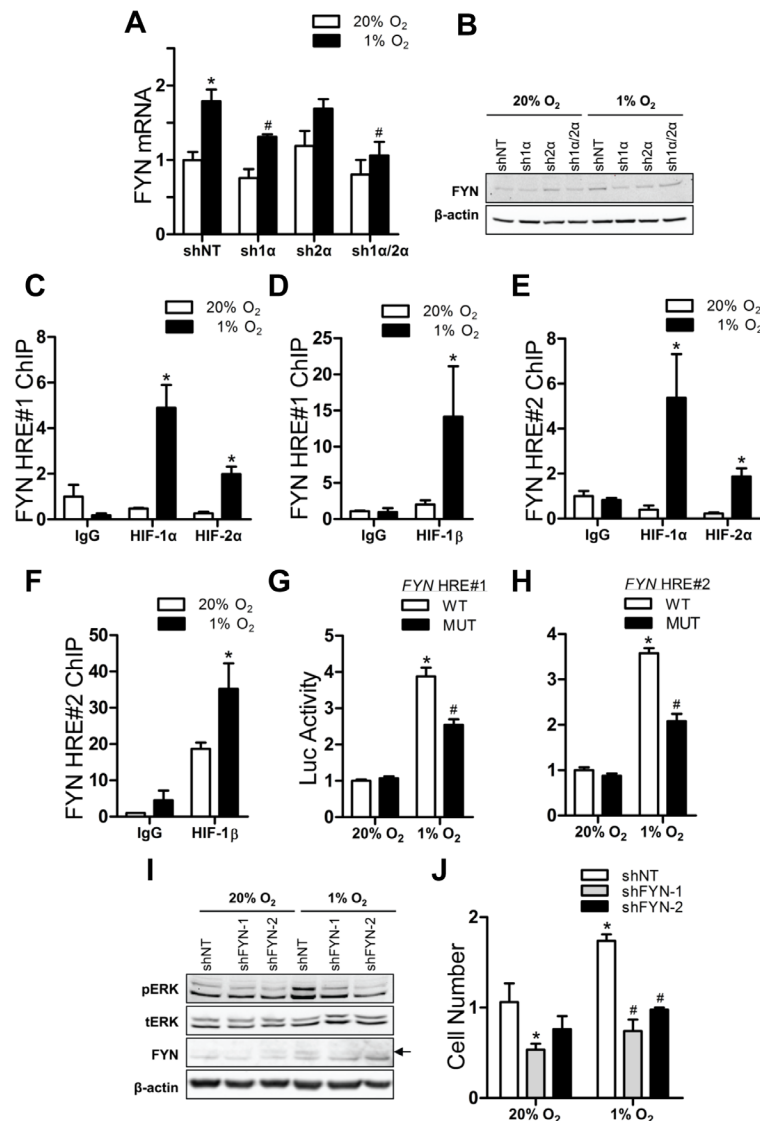 A
20% O2
1% O2
FYN mRNA
2
1
0
*
#
#
shNT
sh1α
sh2α
sh1α/2α
B
20% O2
1% O2
shNT
sh1α
sh2α
sh1α/2α
shNT
sh1α
sh2α
sh1α/2α
FYN
β-actin
C
20% O2
1% O2
FYN HRE#1 ChIP
8
6
4
2
0
*
*
IgG
HIF-1α
HIF-2α
D
20% O2
1% O2
FYN HRE#1 ChIP
25
20
15
10
5
0
*
IgG
HIF-1β
E
20% O2
1% O2
FYN HRE#2 ChIP
8
6
4
2
0
*
*
IgG
HIF-1α
HIF-2α
F
20% O2
1% O2
FYN HRE#2 ChIP
50
40
30
20
10
0
*
IgG
HIF-1β
G
FYN HRE#1
WT
MUT
Luc Activity
5
4
3
2
1
0
*
#
20% O2
1% O2
H
FYN HRE#2
WT
MUT
4
3
2
1
0
*
#
20% O2
1% O2
I
20% O2
1% O2
shNT
shFYN-1
shFYN-2
shNT
shFYN-1
shFYN-2
pERK
tERK
FYN
β-actin
J
shNT
shFYN-1
shFYN-2
Cell Number
2
1
0
*
*
#
#
20% O2
1% O2